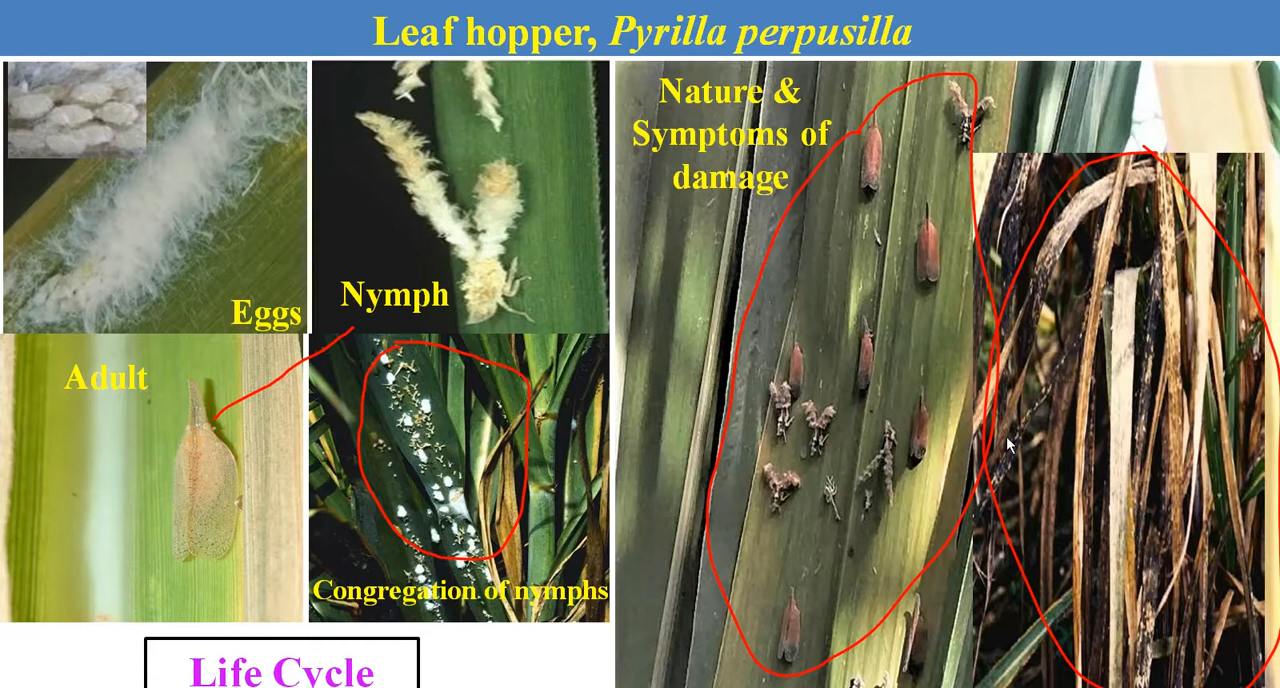 Leaf hopper, Pyrilla perpusilla
Eggs
Nymph
Adult
Congregation of nymphs
Nature &
Symptoms of
damage
Life Cycle